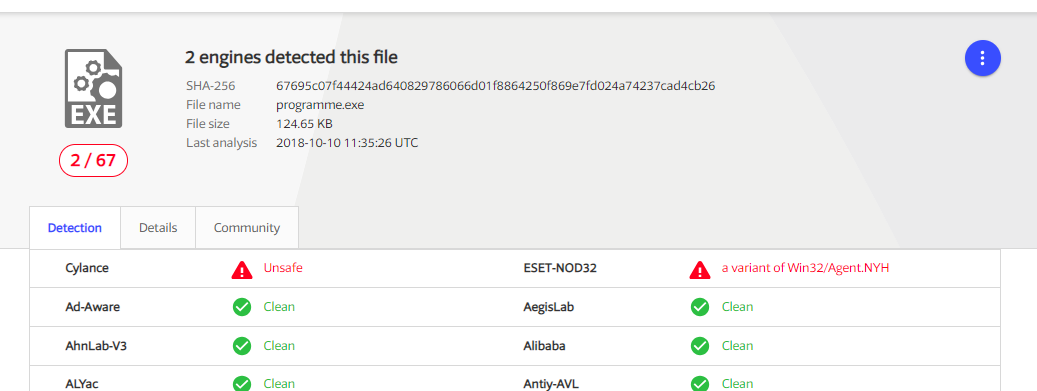 2 engines detected this file
SHA-256 67695c07f44424ad640829786066d01f8864250f869e7fd024a74237cad4cb26
File name programme.exe
File size 124.65 KB
Last analysis 2018-10-10 11:35:26 UTC
EXE
2 / 67
Detection Details Community
Cylance Unsafe ESET-NOD32 a variant of Win32/Agent.NYH
Ad-Aware Clean AegisLab Clean
AhnLab-V3 Clean Alibaba Clean
ALYac Clean Antiy-AVL Clean